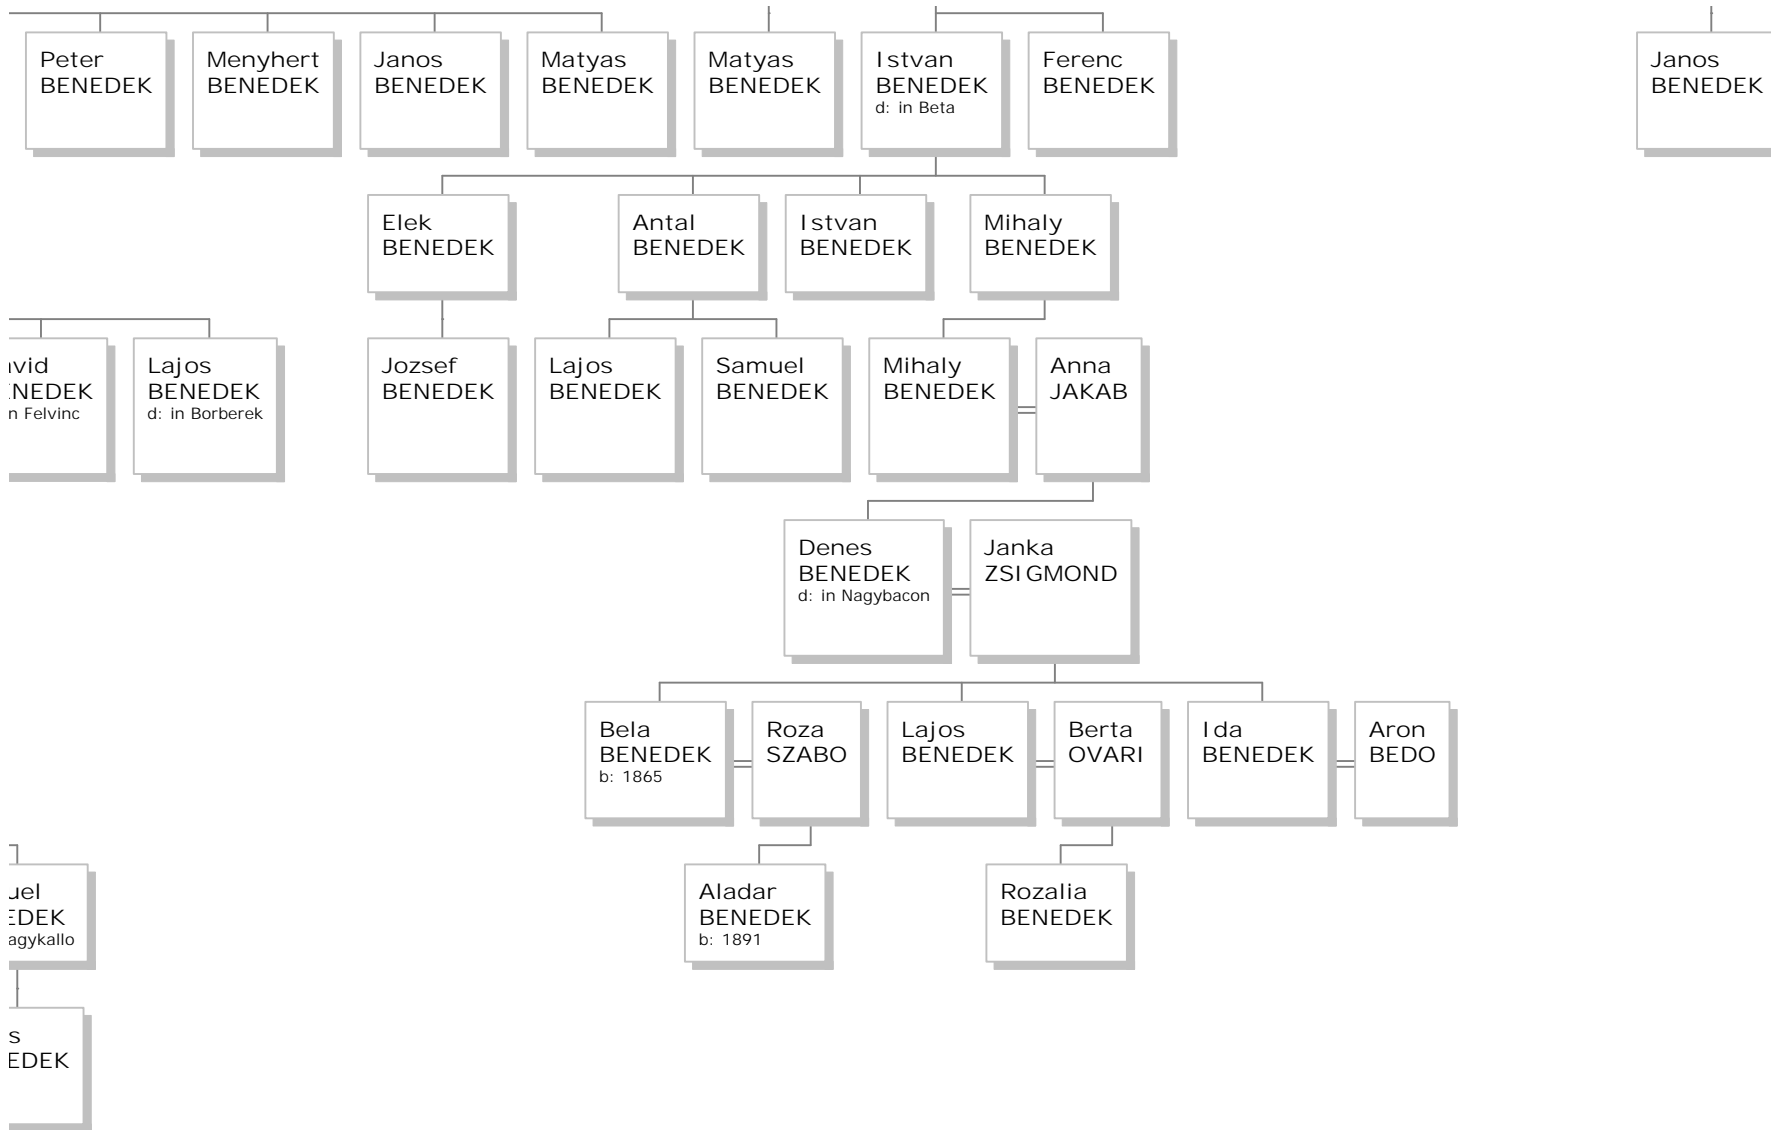 Peter
BENEDEK
Menyhert
BENEDEK
Janos
BENEDEK
Matyas
BENEDEK
Matyas
BENEDEK
Istvan
BENEDEK
d: in Beta
Ferenc
BENEDEK
Janos
BENEDEK
Elek
BENEDEK
Antal
BENEDEK
Istvan
BENEDEK
Mihaly
BENEDEK
Felvinc
Lajos
BENEDEK
d: in Borberek
Jozsef
BENEDEK
Lajos
BENEDEK
Samuel
BENEDEK
Mihaly
BENEDEK
Anna
JAKAB
Denes
BENEDEK
d: in Nagybacon
Janka
ZSIGMOND
Bela
BENEDEK
b: 1865
Roza
SZABO
Lajos
BENEDEK
Berta
OVARI
Ida
BENEDEK
Aron
BEDO
Aladar
BENEDEK
b: 1891
Rozalia
BENEDEK